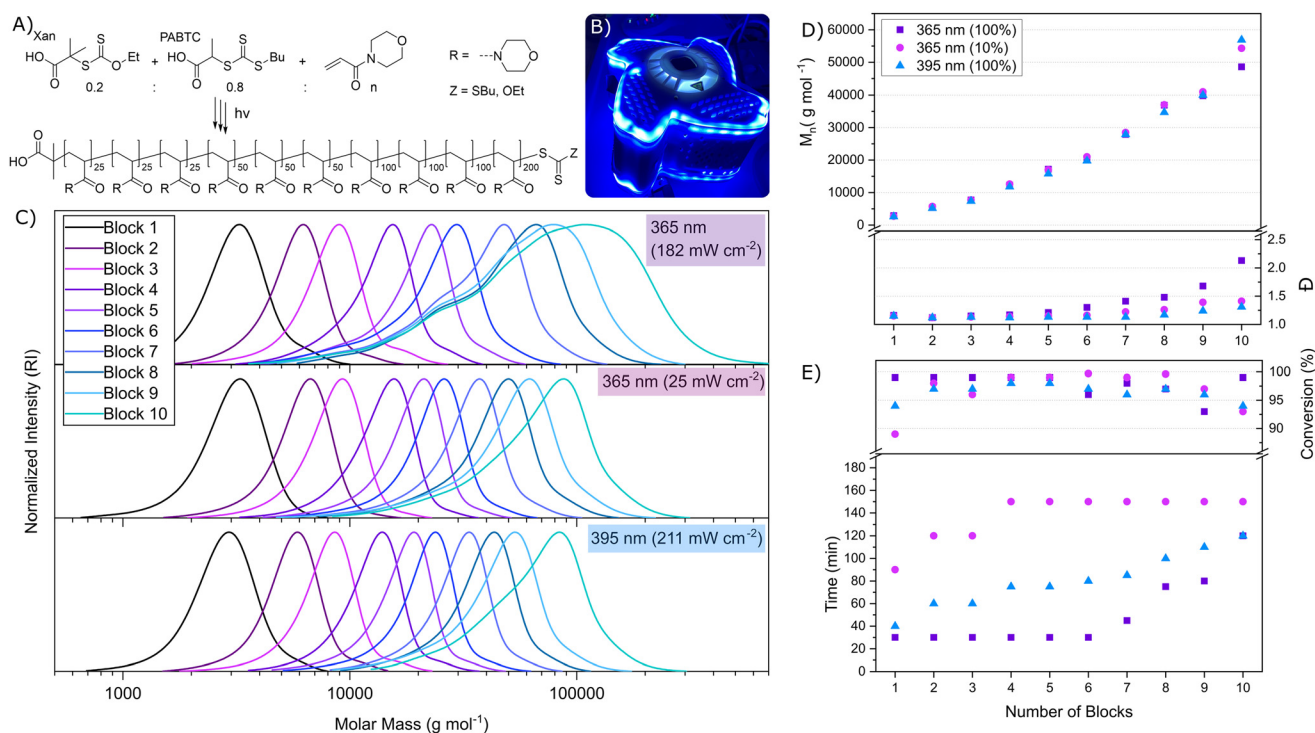 A)
Xan
O
HO
S
S
O
Et
0.2
+
:
PABTC
O
HO
S
S
S
Bu
0.8
+
:
O
N
O
n
R =
N
O
Z = SBu, OEt
hν
O
HO
25
25
25
50
50
50
100
100
100
200
S
Z
S
R
O
R
O
R
O
R
O
R
O
R
O
R
O
R
O
R
O
R
O
B)
C)
Block 1
Block 2
Block 3
Block 4
Block 5
Block 6
Block 7
Block 8
Block 9
Block 10
365 nm
(182 mW cm⁻²)
365 nm (25 mW cm⁻²)
395 nm (211 mW cm⁻²)
Normalized Intensity (RI)
1000
10000
100000
Molar Mass (g mol⁻¹)
D)
365 nm (100%)
365 nm (10%)
395 nm (100%)
Mn( g mol ⁻¹)
60000
50000
40000
30000
20000
10000
0
2.5
2.0
1.5
1.0
Đ
1 2 3 4 5 6 7 8 9 10
E)
100
95
90
Conversion (%)
180
160
140
120
100
80
60
40
20
0
Time (min)
1 2 3 4 5 6 7 8 9 10
Number of Blocks